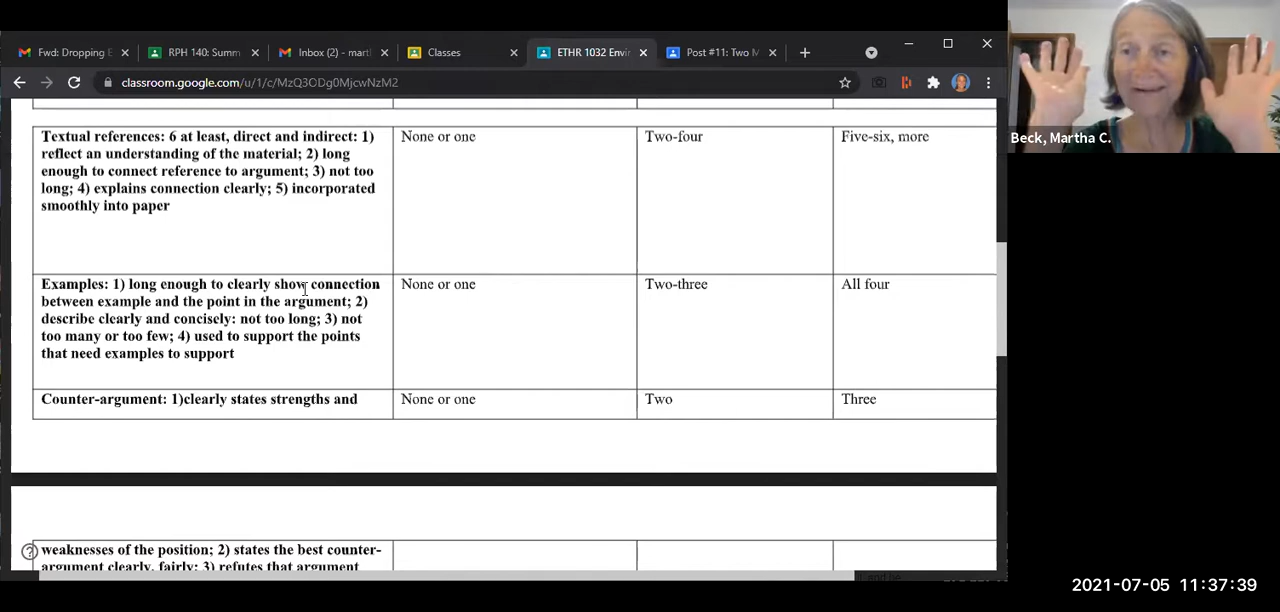 Fwd: Dropping E
RPH 140: Summ
Inbox (2) - mart
Classes
ETHR 1032 Envi
Post #11: Two M
classroom.google.com/u/1/c/MzQ3ODg0MjcwNzM2
Beck, Martha C.
Textual references: 6 at least, direct and indirect: 1)
reflect an understanding of the material; 2) long
enough to connect reference to argument; 3) not too
long; 4) explains connection clearly; 5) incorporated
smoothly into paper
None or one
Two-four
Five-six, more
Examples: 1) long enough to clearly show connection
between example and the point in the argument; 2)
describe clearly and concisely: not too long; 3) not
too many or too few; 4) used to support the points
that need examples to support
None or one
Two-three
All four
Counter-argument: 1)clearly states strengths and
None or one
Two
Three
weaknesses of the position; 2) states the best counter-
argument clearly, fairly; 3) refutes that argument
2021-07-05 11:37:39